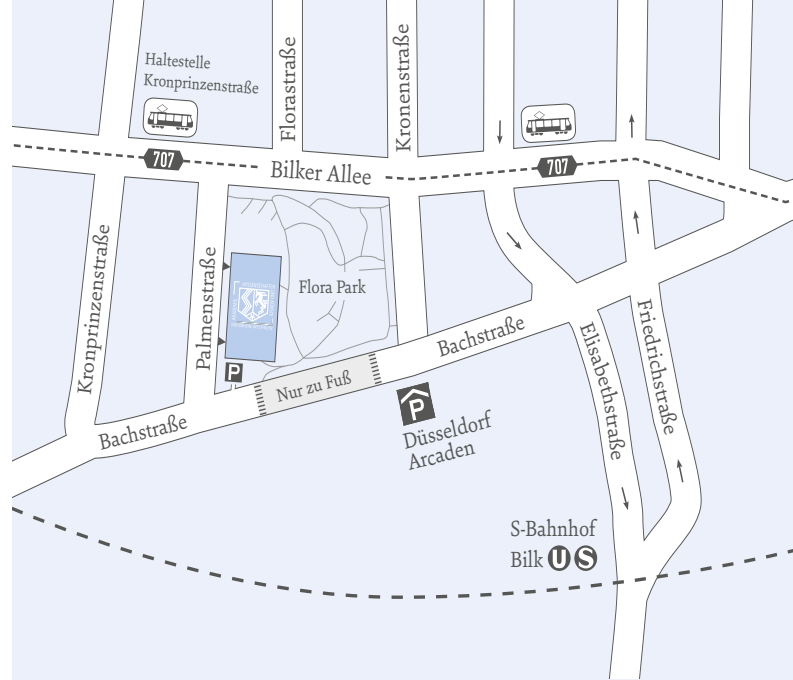 Haltestelle
Kronprinzenstraße
Florastraße
Kronenstraße
707
Bilker Allee
707
Kronprinzenstraße
Palmenstraße
Flora Park
P
Nur zu Fuß
Bachstraße
Bachstraße
P
Düsseldorf
Arcaden
Elisabethstraße
Friedrichstraße
S-Bahnhof
Bilk U S